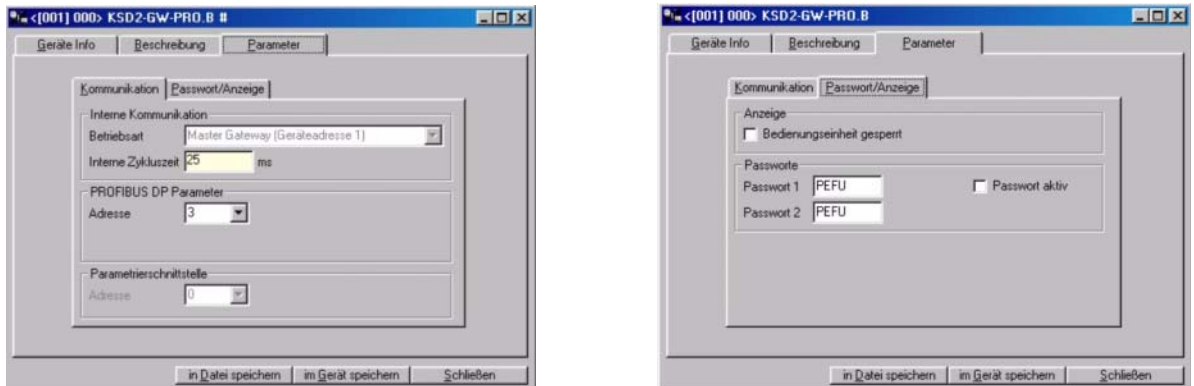 <[001] 000> KSD2-GW-PRO.B #
Geräte Info Beschreibung Parameter
Kommunikation Passwort/Anzeige
Interne Kommunikation
Betriebsart Master Gateway (Geräteadresse 1)
Interne Zykluszeit 25 ms
PROFIBUS DP Parameter
Adresse 3
Parametrierschnittstelle
Adresse 0
in Datei speichern im Gerät speichern Schließen
<[001] 000> KSD2-GW-PRO.B
Geräte Info Beschreibung Parameter
Kommunikation Passwort/Anzeige
Anzeige
Bedienungseinheit gesperrt
Passworte
Passwort 1 PEFU Passwort aktiv
Passwort 2 PEFU
in Datei speichern im Gerät speichern Schließen